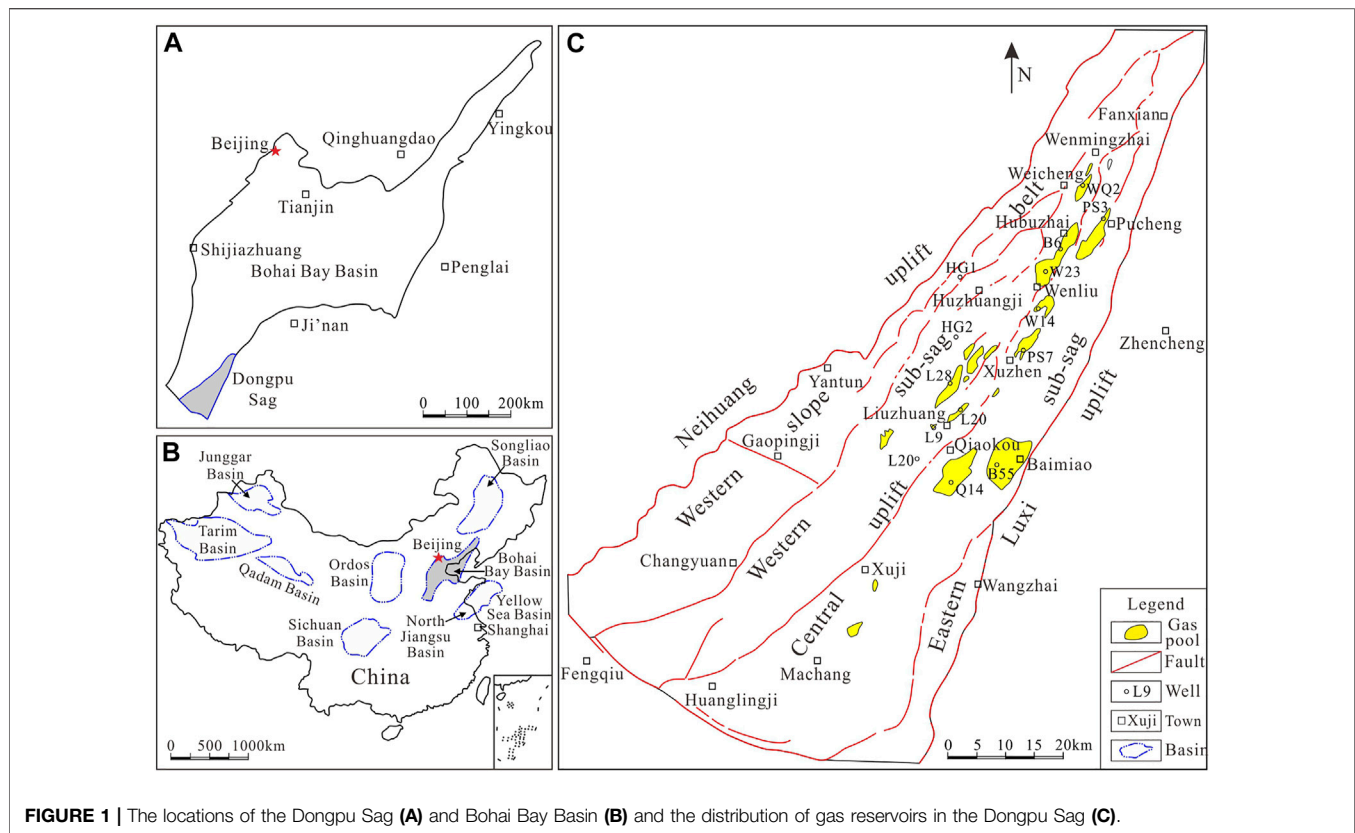 A
Yingkou
Qinghuangdao
Beijing
Tianjin
Shijiazhuang
Bohai Bay Basin
Penglai
Ji'nan
Dongpu
Sag
0 100 200km
B
Songliao
Basin
Junggar
Basin
Tarim
Basin
Beijing
Bohai
Bay Basin
Ordos
Basin
Qadam Basin
Yellow
Sea Basin
North
Jiangsu
Basin
Shanghai
Sichuan
Basin
China
0 500 1000km
C
N
Fanxian
Wenmingzhai
Weicheng
WQ2
belt
PS3
Hubuzhai
Pucheng
B6
uplift
HG1
W23
Wenliu
Huzhuangji
W14
HG2
Zhencheng
sub-sag
PS7
sub-sag
Xuzhen
Yantun
L28
uplift
Neihuang
slope
Liuzhuang
L20
L9
Gaopingji
Qiaokou
L20
Baimiao
B55
Q14
Western
uplift
Luxi
Western
Changyuan
Xuji
Wangzhai
Eastern
Central
Fengqiu
Machang
Huanglingji
0 5 10 15 20km
Legend
Gas
pool
Fault
L9 Well
Xuji Town
Basin
FIGURE 1 | The locations of the Dongpu Sag (A) and Bohai Bay Basin (B) and the distribution of gas reservoirs in the Dongpu Sag (C).